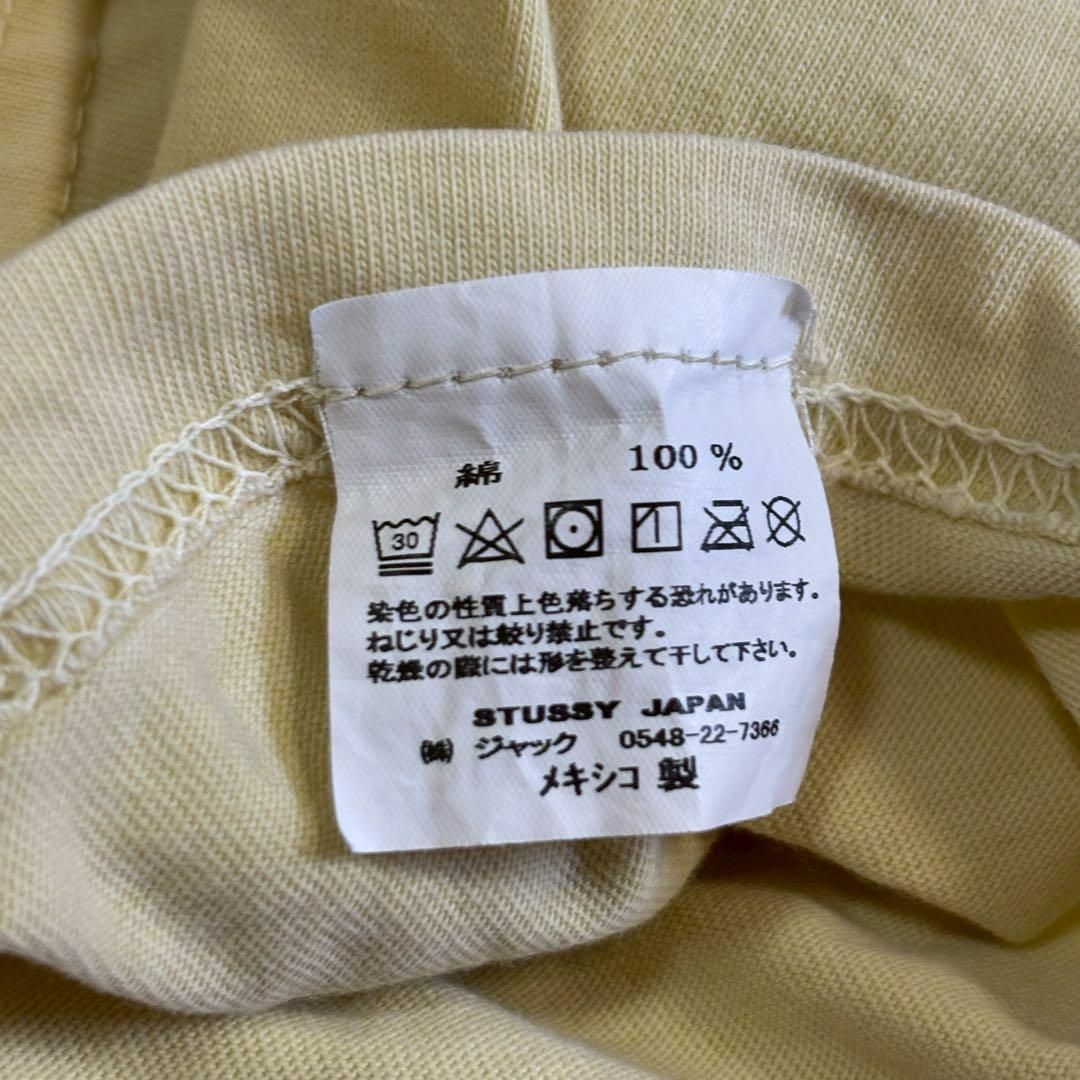 綿 100 %
30
染色の性質上色落ちする恐れがあります。
ねじり又は絞り禁止です。
乾燥の際には形を整えて干して下さい。
STUSSY JAPAN
㈱ ジャック 0548-22-7366
メキシコ 製